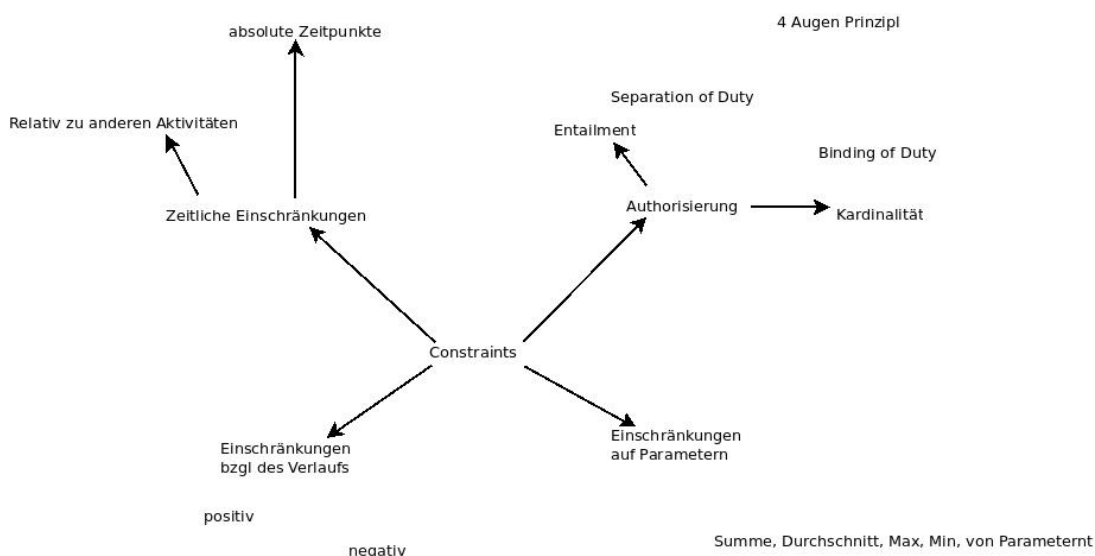 4 Augen Prinzipl
absolute Zeitpunkte
Separation of Duty
Relativ zu anderen Aktivitäten
Entailment
Binding of Duty
Zeitliche Einschränkungen
Authorisierung
Kardinalität
Constraints
Einschränkungen
bzgl des Verlaufs
Einschränkungen
auf Parametern
positiv
negativ
Summe, Durchschnitt, Max, Min, von Parameternt